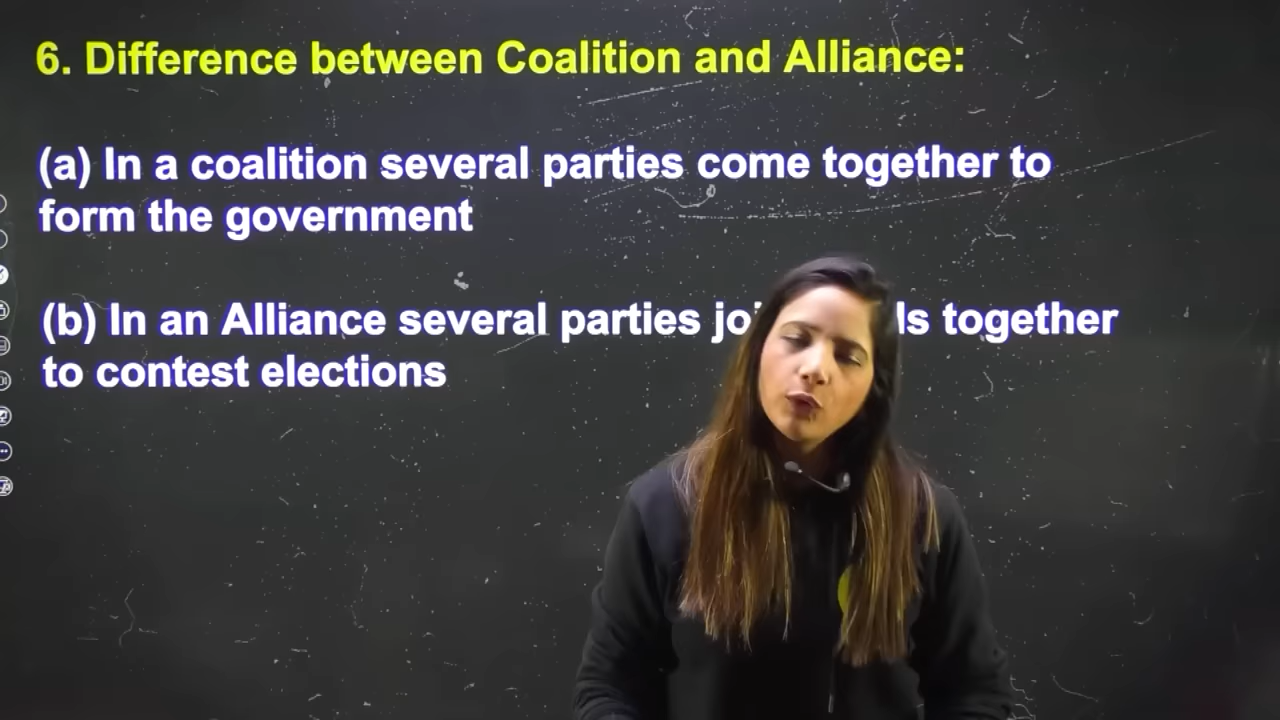 6. Difference between Coalition and Alliance:
(a) In a coalition several parties come together to
form the government
(b) In an Alliance several parties together
to contest elections